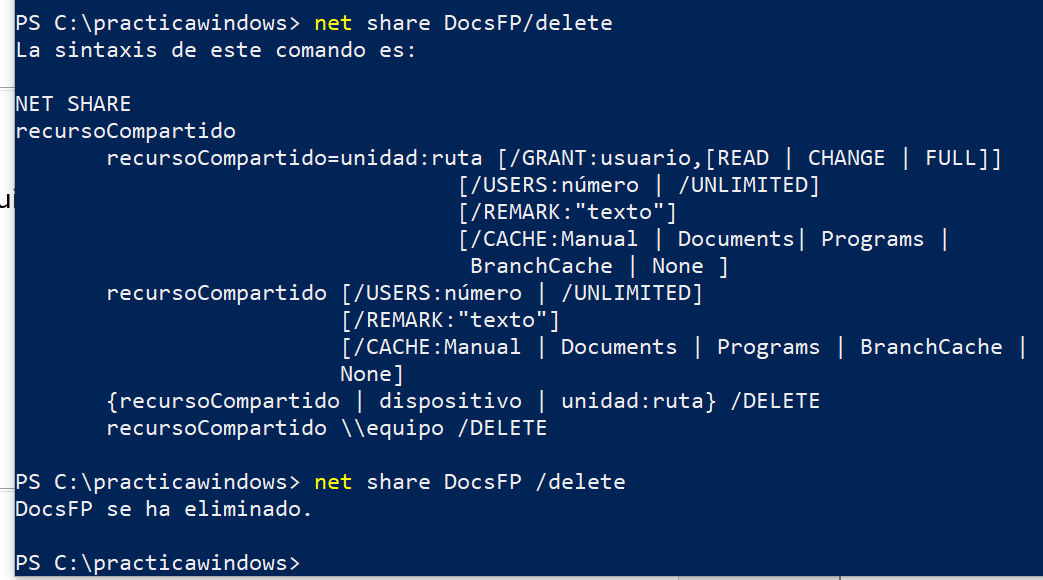 PS C:\practicawindows> net share DocsFP/delete
La sintaxis de este comando es:
NET SHARE
recursoCompartido
recursoCompartido=unidad:ruta [/GRANT:usuario,[READ | CHANGE | FULL]]
[/USERS:número | /UNLIMITED]
[/REMARK:"texto"]
[/CACHE:Manual | Documents| Programs |
BranchCache | None ]
recursoCompartido [/USERS:número | /UNLIMITED]
[/REMARK:"texto"]
[/CACHE:Manual | Documents | Programs | BranchCache |
None]
{recursoCompartido | dispositivo | unidad:ruta} /DELETE
recursoCompartido \\equipo /DELETE
PS C:\practicawindows> net share DocsFP /delete
DocsFP se ha eliminado.
PS C:\practicawindows>